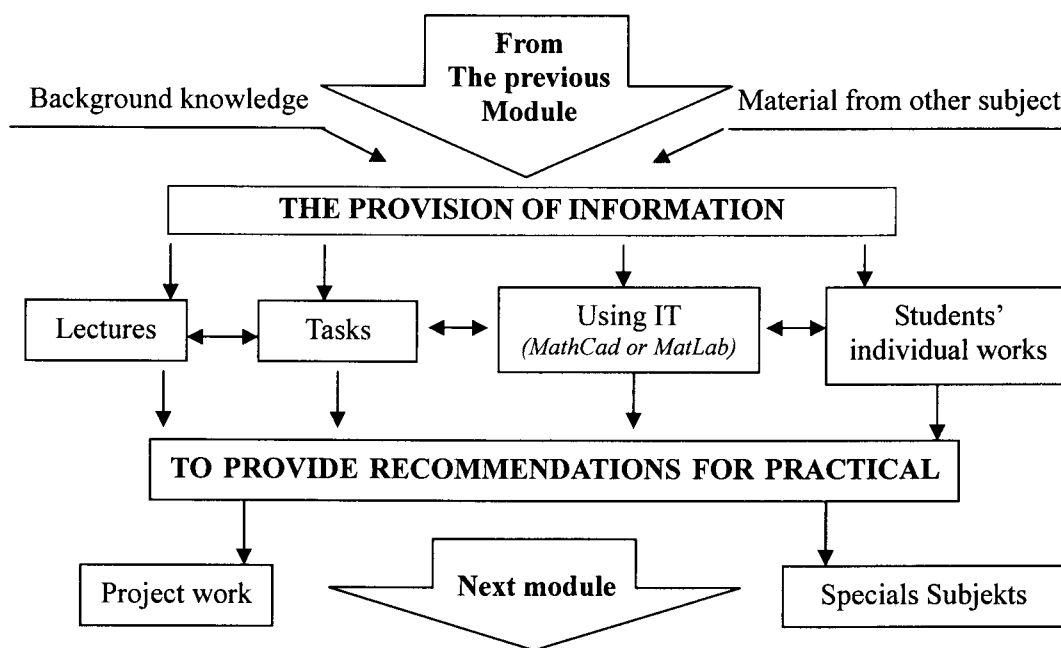 From
The previous
Module
Background knowledge
Material from other subject
THE PROVISION OF INFORMATION
Lectures
Tasks
Using IT
(MathCad or MatLab)
Students’
individual works
TO PROVIDE RECOMMENDATIONS FOR PRACTICAL
Project work
Next module
Specials Subjekts